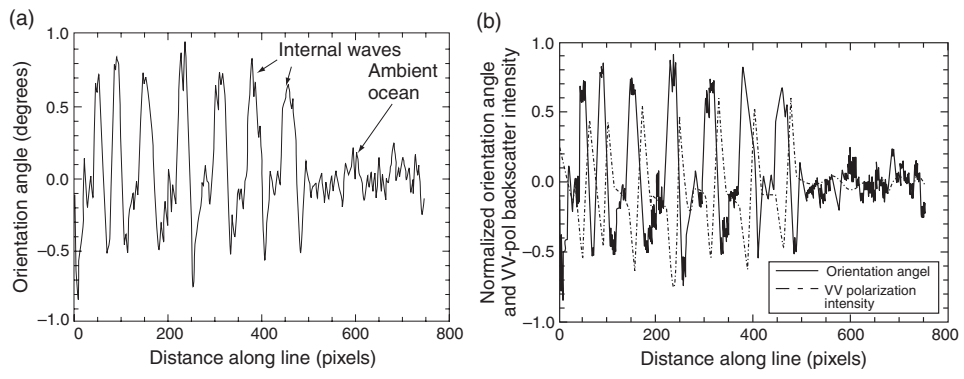 (a)
1.0
0.5
0.0
−0.5
−1.0
Orientation angle (degrees)
Internal waves
Ambient
ocean
0
200
400
600
800
Distance along line (pixels)
(b)
1.0
0.5
0.0
−0.5
−1.0
Normalized orientation angle
and VV-pol backscatter intensity
Orientation angel
VV polarization
intensity
0
200
400
600
800
Distance along line (pixels)